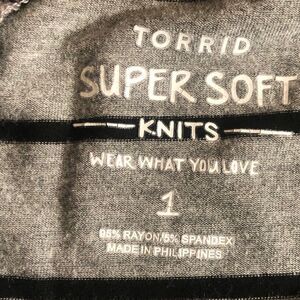 TORRID
SUPER SOFT
KNITS
WEAR WHAT YOU LOVE
1
95% RAYON/5% SPANDEX
MADE IN PHILIPPINES